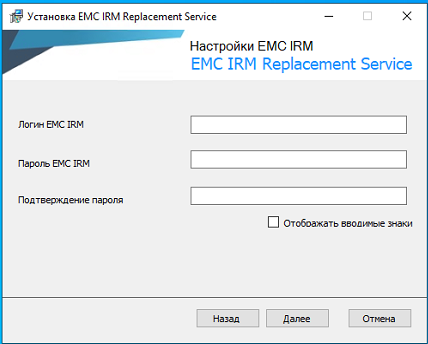 Установка EMC IRM Replacement Service
Настройки EMC IRM
EMC IRM Replacement Service
Логин EMC IRM
Пароль EMC IRM
Подтверждение пароля
Отображать вводимые знаки
Назад
Далее
Отмена